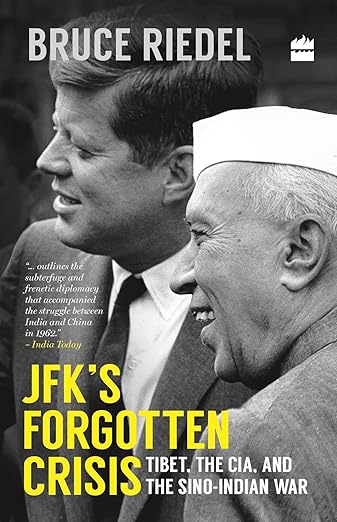 BRUCE RIEDEL
“... outlines the
subterfuge and
frenetic diplomacy
that accompanied
the struggle between
India and China
in 1962.”
– India Today
JFK’S
FORGOTTEN
CRISIS
TIBET, THE CIA, AND
THE SINO-INDIAN WAR